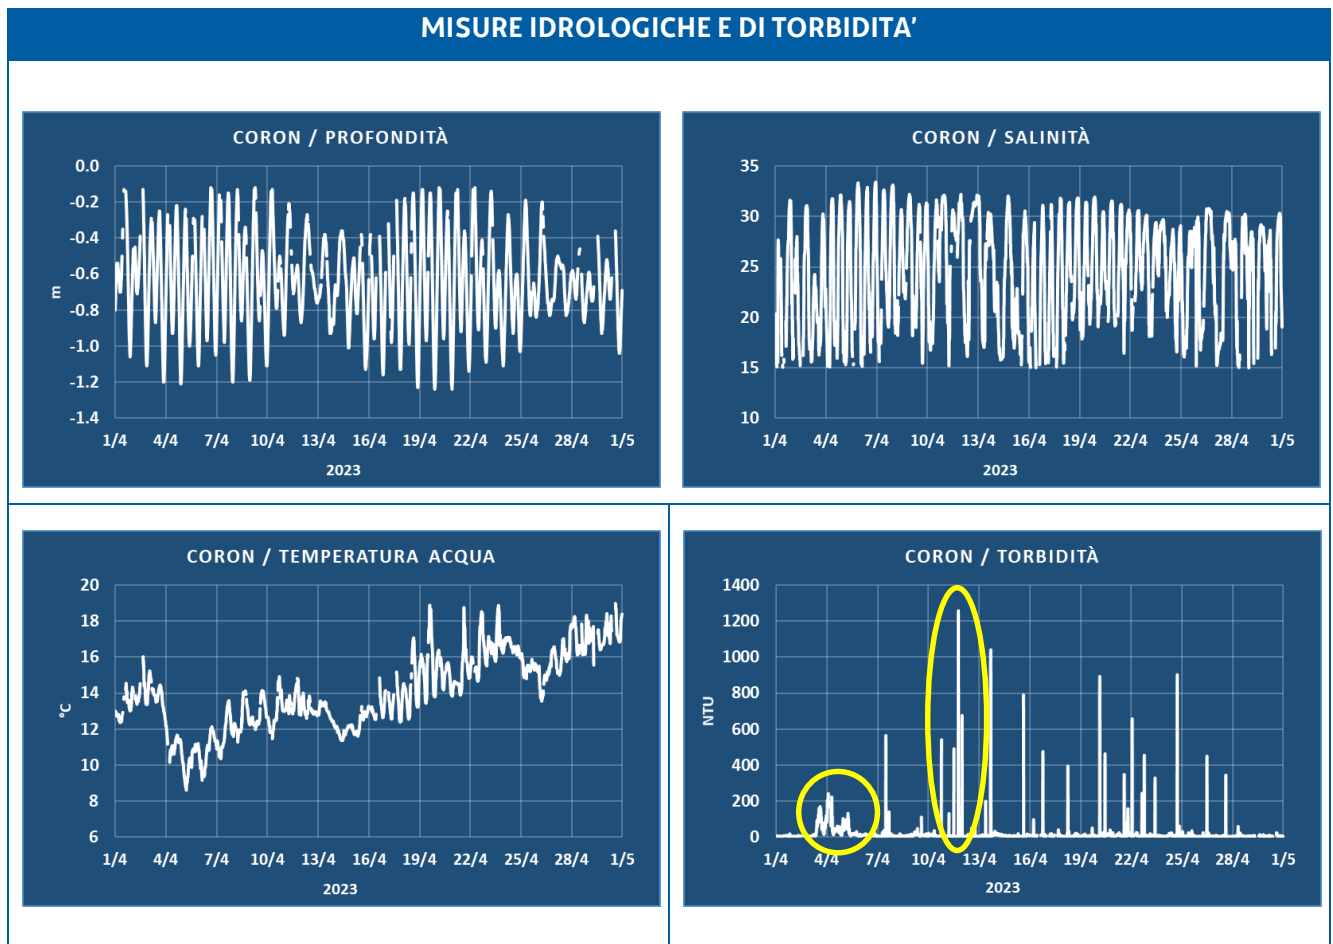 MISURE IDROLOGICHE E DI TORBIDITA'
CORON / PROFONDITÀ
0.0
-0.2
-0.4
-0.6
-0.8
-1.0
-1.2
-1.4
m
1/4 4/4 7/4 10/4 13/4 16/4 19/4 22/4 25/4 28/4 1/5
2023
CORON / SALINITÀ
35
30
25
20
15
10
1/4 4/4 7/4 10/4 13/4 16/4 19/4 22/4 25/4 28/4 1/5
2023
CORON / TEMPERATURA ACQUA
20
18
16
14
12
10
8
6
°C
1/4 4/4 7/4 10/4 13/4 16/4 19/4 22/4 25/4 28/4 1/5
2023
CORON / TORBIDITÀ
1400
1200
1000
800
600
400
200
0
NTU
1/4 4/4 7/4 10/4 13/4 16/4 19/4 22/4 25/4 28/4 1/5
2023